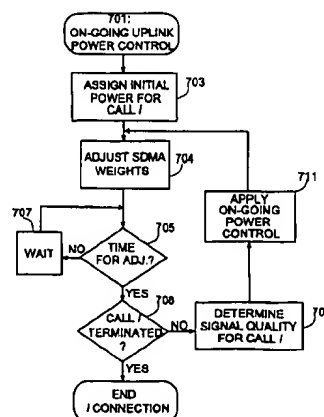 701:
ON-GOING UPLINK
POWER CONTROL
ASSIGN INITIAL
POWER FOR
CALL i
703
ADJUST SDMA
WEIGHTS
704
711
APPLY
ON-GOING
POWER
CONTROL
707
WAIT
NO
705
TIME
FOR ADJ.?
YES
708
CALL i
TERMINATED
?
NO
DETERMINE
SIGNAL QUALITY
FOR CALL i
YES
END
i CONNECTION